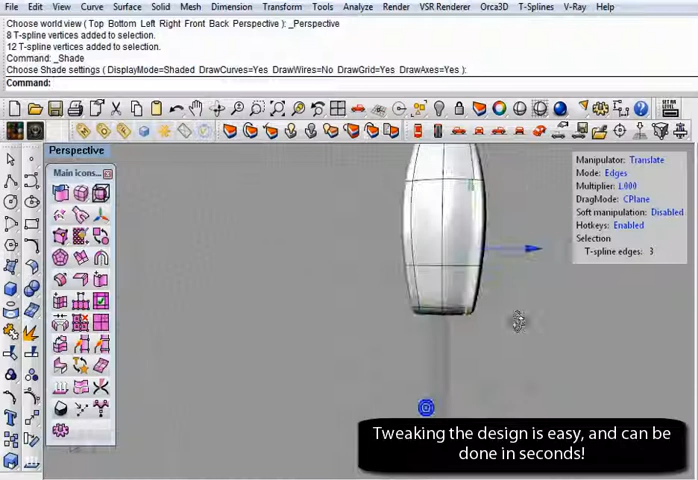 File Edit View Curve Surface Solid Mesh Dimension Transform Tools Analyze Render VSR Renderer Orca3D T-Splines V-Ray Help
Choose world view ( Top Bottom Left Right Front Back Perspective ): _Perspective
8 T-spline vertices added to selection.
12 T-spline vertices added to selection.
Command: _Shade
Choose Shade settings ( DisplayMode=Shaded DrawCurves=Yes DrawWires=No DrawGrid=Yes DrawAxes=Yes ):
Command:
Perspective
Main icons...
Manipulator: Translate
Mode: Edges
Multiplier: 1.000
DragMode: CPlane
Soft manipulation: Disabled
Hotkeys: Enabled
Selection
T-spline edges: 3
Tweaking the design is easy, and can be
done in seconds!